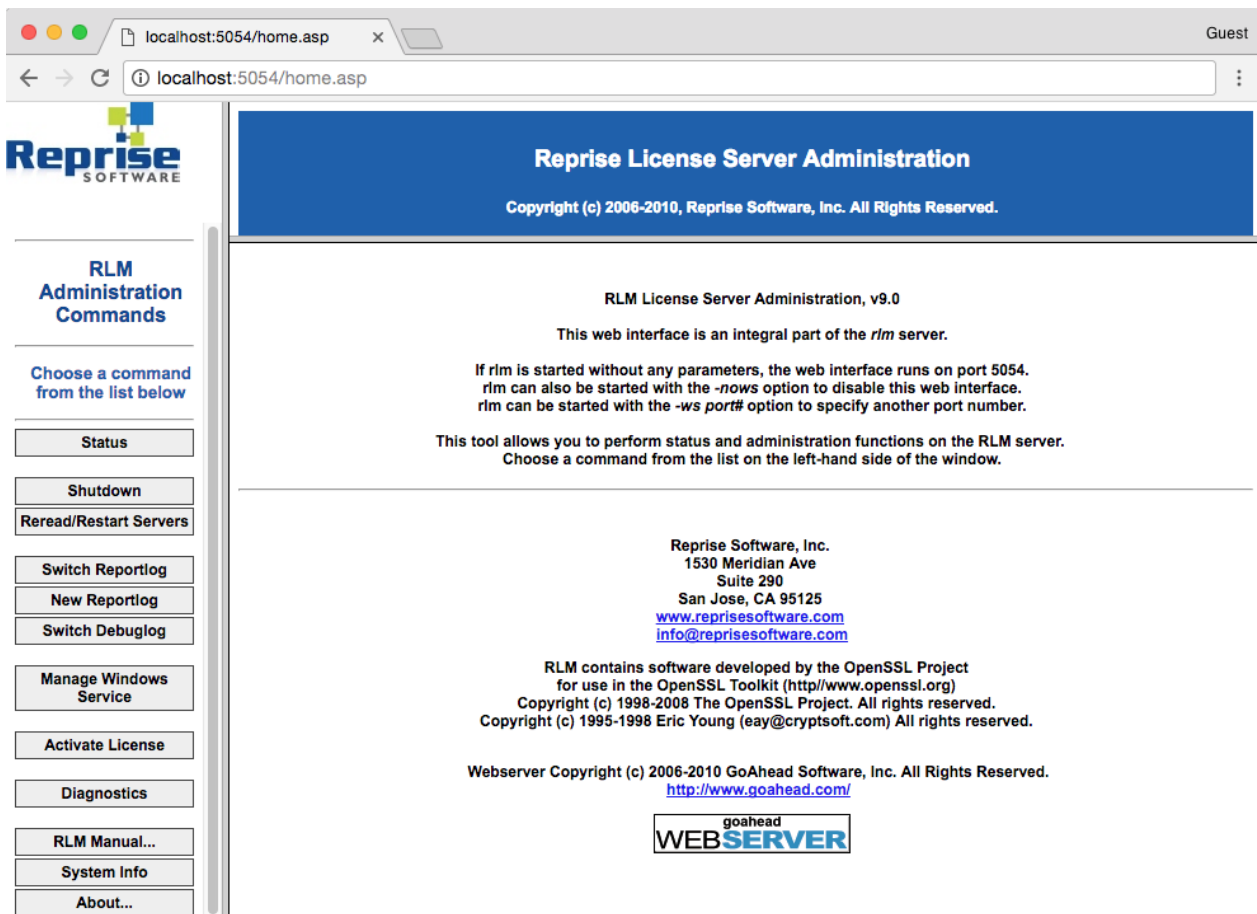 localhost:5054/home.asp
Guest
localhost:5054/home.asp
Reprise
SOFTWARE
Reprise License Server Administration
Copyright (c) 2006-2010, Reprise Software, Inc. All Rights Reserved.
RLM
Administration
Commands
Choose a command
from the list below
Status
Shutdown
Reread/Restart Servers
Switch Reportlog
New Reportlog
Switch Debuglog
Manage Windows
Service
Activate License
Diagnostics
RLM Manual...
System Info
About...
RLM License Server Administration, v9.0
This web interface is an integral part of the rlm server.
If rlm is started without any parameters, the web interface runs on port 5054.
rlm can also be started with the -nows option to disable this web interface.
rlm can be started with the -ws port# option to specify another port number.
This tool allows you to perform status and administration functions on the RLM server.
Choose a command from the list on the left-hand side of the window.
Reprise Software, Inc.
1530 Meridian Ave
Suite 290
San Jose, CA 95125
www.reprisesoftware.com
info@reprisesoftware.com
RLM contains software developed by the OpenSSL Project
for use in the OpenSSL Toolkit (http//www.openssl.org)
Copyright (c) 1998-2008 The OpenSSL Project. All rights reserved.
Copyright (c) 1995-1998 Eric Young (eay@cryptsoft.com) All rights reserved.
Webserver Copyright (c) 2006-2010 GoAhead Software, Inc. All Rights Reserved.
http://www.goahead.com/
goahead
WEBSERVER